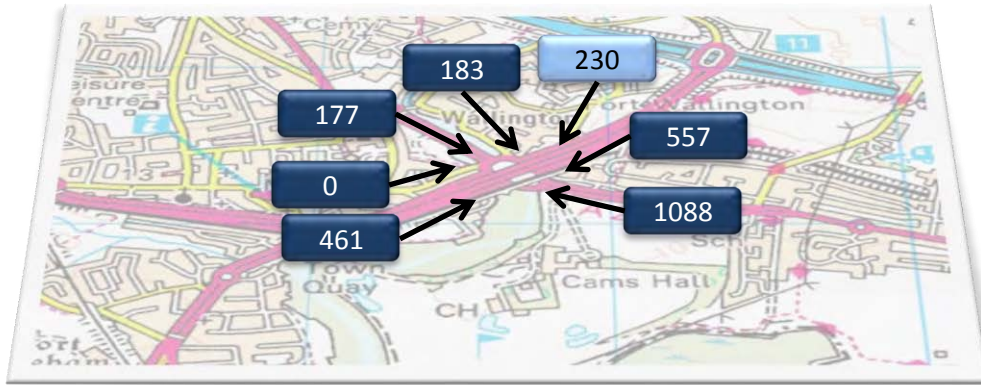 Cemy
11
230
183
Leisure
Centre
Wallington
Fort Wallington
177
557
0
1088
461
Town
Quay
Cams Hall
Sch
CH